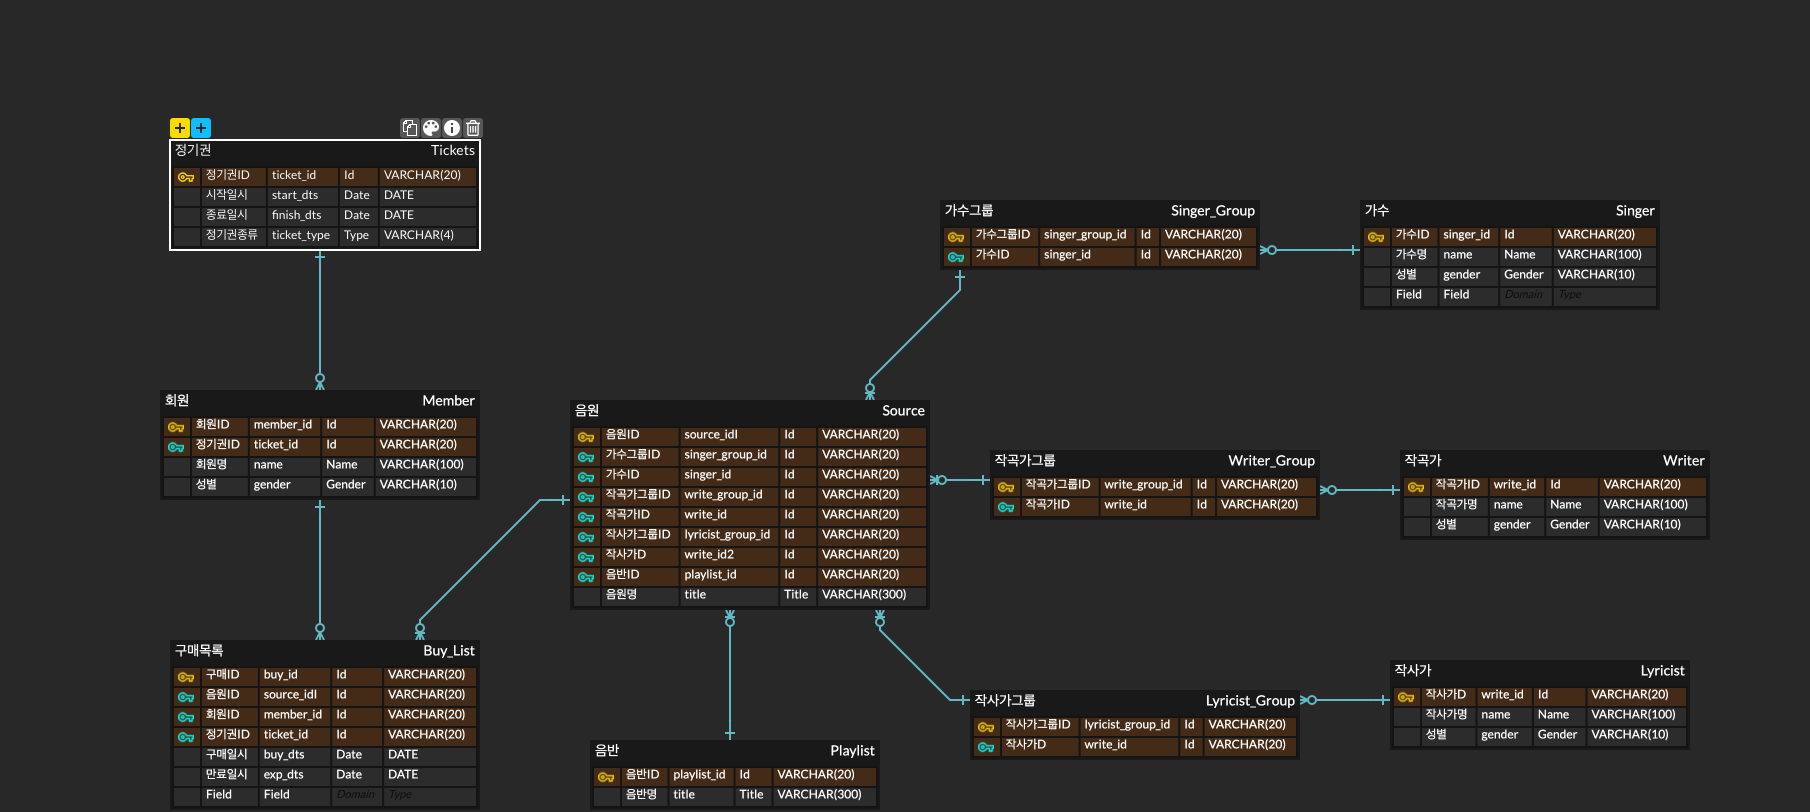 정기권 Tickets
정기권ID ticket_id Id VARCHAR(20)
시작일시 start_dts Date DATE
종료일시 finish_dts Date DATE
정기권종류 ticket_type Type VARCHAR(4)
가수그룹 Singer_Group
가수그룹ID singer_group_id Id VARCHAR(20)
가수ID singer_id Id VARCHAR(20)
가수 Singer
가수ID singer_id Id VARCHAR(20)
가수명 name Name VARCHAR(100)
성별 gender Gender VARCHAR(10)
Field Field Domain Type
회원 Member
회원ID member_id Id VARCHAR(20)
정기권ID ticket_id Id VARCHAR(20)
회원명 name Name VARCHAR(100)
성별 gender Gender VARCHAR(10)
음원 Source
음원ID source_idl Id VARCHAR(20)
가수그룹ID singer_group_id Id VARCHAR(20)
가수ID singer_id Id VARCHAR(20)
작곡가그룹ID write_group_id Id VARCHAR(20)
작곡가ID write_id Id VARCHAR(20)
작사가그룹ID lyricist_group_id Id VARCHAR(20)
작사가D write_id2 Id VARCHAR(20)
음반ID playlist_id Id VARCHAR(20)
음원명 title Title VARCHAR(300)
작곡가그룹 Writer_Group
작곡가그룹ID write_group_id Id VARCHAR(20)
작곡가ID write_id Id VARCHAR(20)
작곡가 Writer
작곡가ID write_id Id VARCHAR(20)
작곡가명 name Name VARCHAR(100)
성별 gender Gender VARCHAR(10)
구매목록 Buy_List
구매ID buy_id Id VARCHAR(20)
음원ID source_idl Id VARCHAR(20)
회원ID member_id Id VARCHAR(20)
정기권ID ticket_id Id VARCHAR(20)
구매일시 buy_dts Date DATE
만료일시 exp_dts Date DATE
Field Field Domain Type
음반 Playlist
음반ID playlist_id Id VARCHAR(20)
음반명 title Title VARCHAR(300)
작사가그룹 Lyricist_Group
작사가그룹ID lyricist_group_id Id VARCHAR(20)
작사가D write_id Id VARCHAR(20)
작사가 Lyricist
작사가D write_id Id VARCHAR(20)
작사가명 name Name VARCHAR(100)
성별 gender Gender VARCHAR(10)